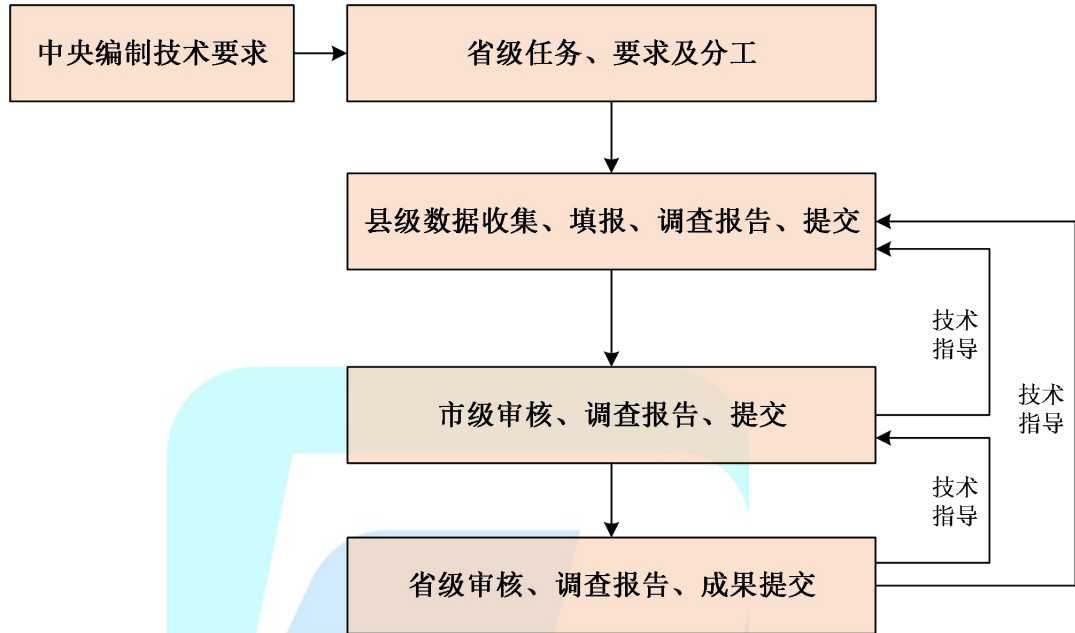 中央编制技术要求
省级任务、要求及分工
县级数据收集、填报、调查报告、提交
技术
指导
市级审核、调查报告、提交
技术
指导
技术
指导
省级审核、调查报告、成果提交